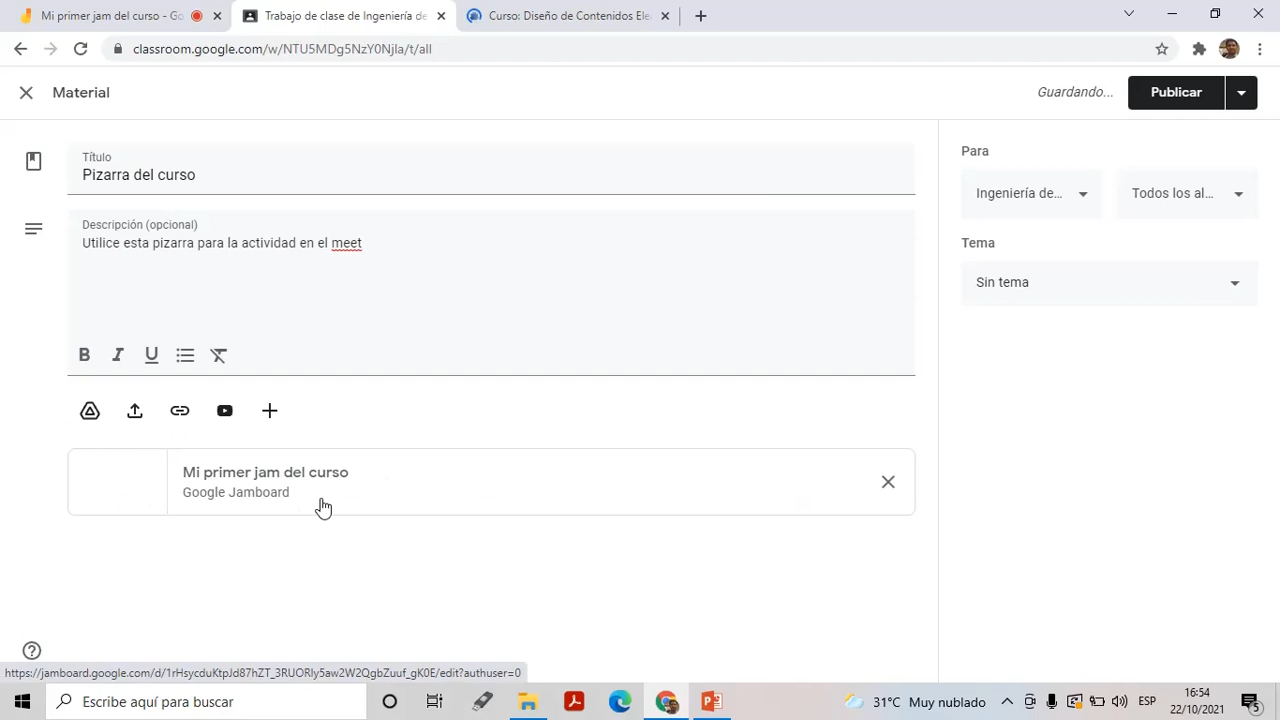 Mi primer jam del curso - Go
Trabajo de clase de Ingeniería de
Curso: Diseño de Contenidos Ele
classroom.google.com/w/NTU5MDg5NzY0NjIa/t/all
Material
Guardando...
Publicar
Título
Pizarra del curso
Descripción (opcional)
Utilice esta pizarra para la actividad en el meet
B I U
Para
Ingeniería de...
Todos los al...
Tema
Sin tema
Mi primer jam del curso
Google Jamboard
https://jamboard.google.com/d/1rHsycduKtpJd87hZT_3RUORly5aw2W2QgbZuuf_gK0E/edit?authuser=0
Escribe aquí para buscar
31°C Muy nublado
ESP
16:54
22/10/2021
5